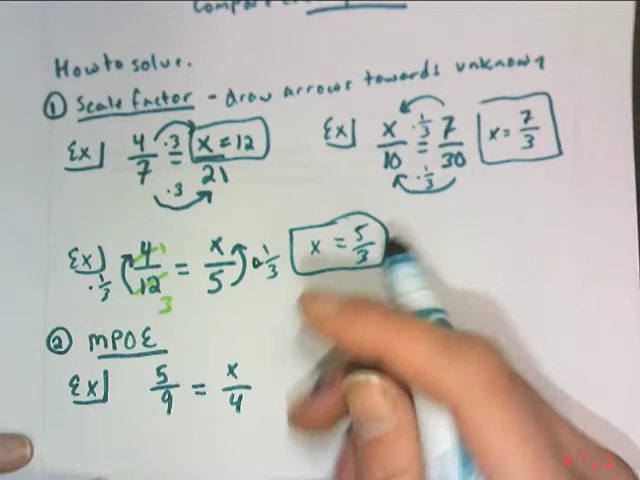 How to solve.
① Scale factor - draw arrows towards unknown
Ex] 4/7 = x = 12/21 ·3 ·3
Ex] x/10 = 7/30 ·1/3 ·1/3 x = 7/3
Ex] 4/12 = x/5 1 3 ·1/3 ·1/3 x = 5/3
② MPOE
Ex] 5/9 = x/4